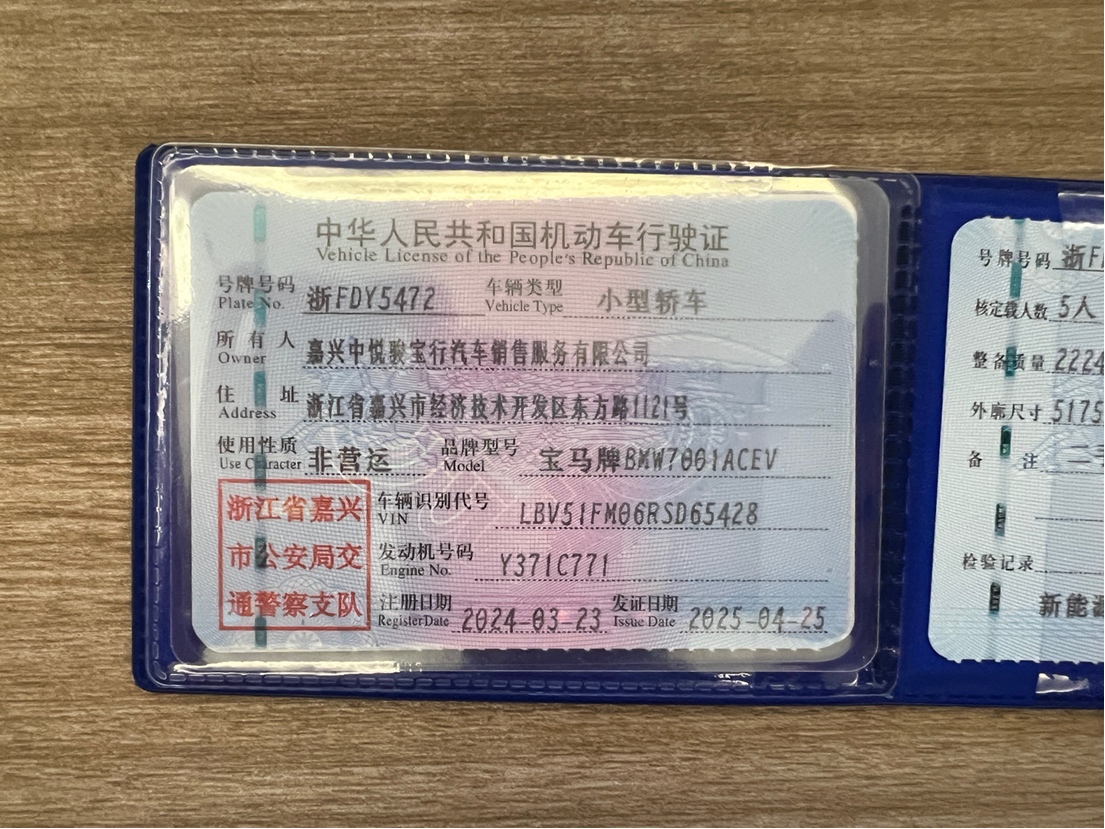 中华人民共和国机动车行驶证
Vehicle License of the People's Republic of China
号牌号码 浙FDY5472 车辆类型 小型轿车
Plate No. Vehicle Type
所有人 嘉兴中悦骏宝行汽车销售服务有限公司
Owner
住址 浙江省嘉兴市经济技术开发区东方路1121号
Address
使用性质 非营运 品牌型号 宝马牌BMW7001ACEV
Use Character Model
浙江省嘉兴
市公安局交
通警察支队
车辆识别代号 LBV51FM06RSD65428
VIN
发动机号码 Y371C771
Engine No.
注册日期 2024-03-23 发证日期 2025-04-25
Register Date Issue Date
号牌号码 浙F
核定载人数 5人
整备质量 2224
外廓尺寸 5175
备注
检验记录
新能源